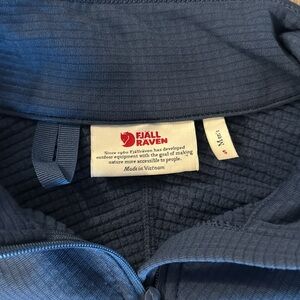 FJÄLL
RAVEN
Since 1960 Fjällräven has developed
outdoor equipment with the goal of making
nature more accessible to people.
Made in Vietnam
Men's
S